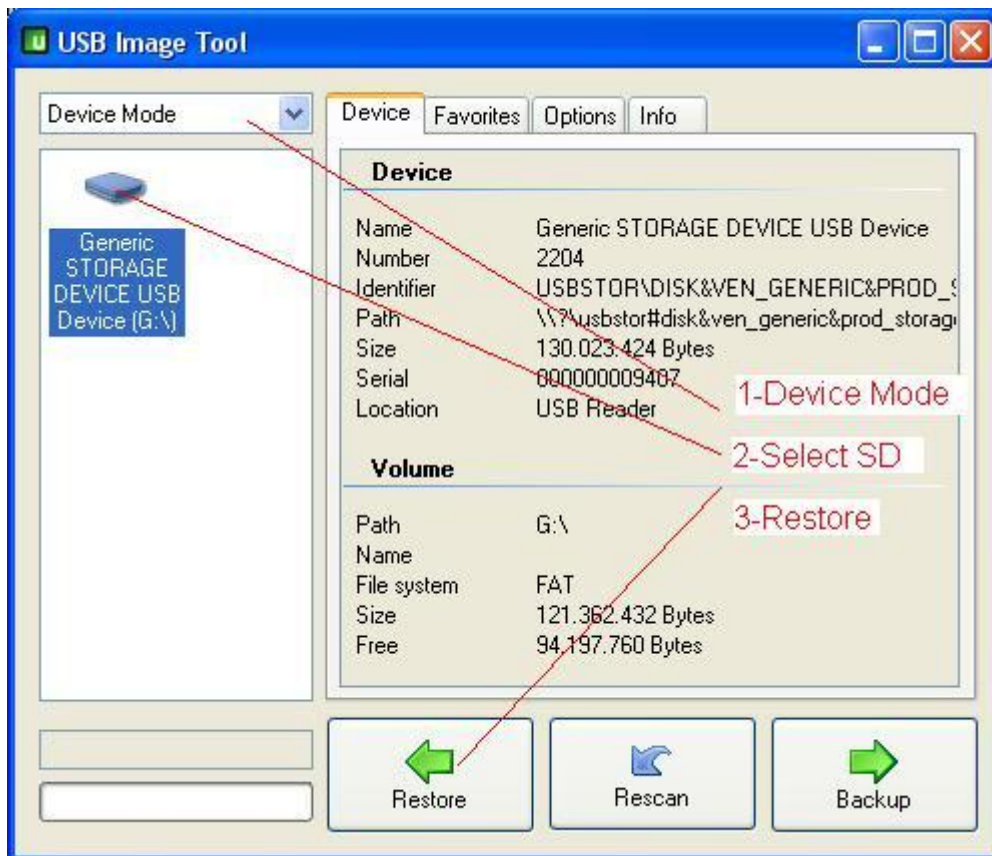 USB Image Tool
Device Mode
Device Favorites Options Info
Generic
STORAGE
DEVICE USB
Device (G:\)
Device
Name Generic STORAGE DEVICE USB Device
Number 2204
Identifier USBSTOR\DISK&VEN_GENERIC&PROD_S
Path \\?\usbstor#disk&ven_generic&prod_storag
Size 130.023.424 Bytes
Serial 000000009407
Location USB Reader
1-Device Mode
2-Select SD
3-Restore
Volume
Path G:\
Name
File system FAT
Size 121.362.432 Bytes
Free 94.197.760 Bytes
Restore Rescan Backup